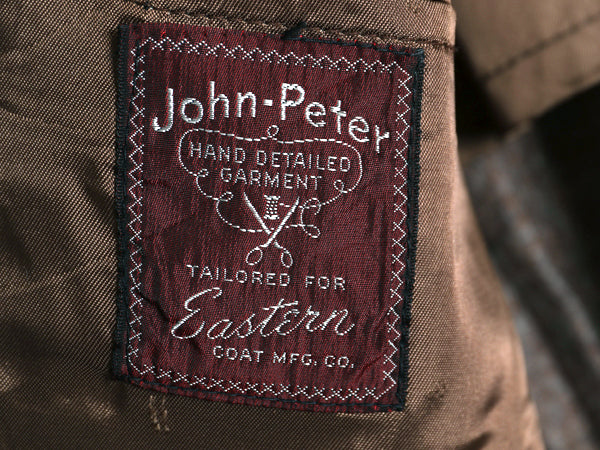 John-Peter
HAND DETAILED
GARMENT
TAILORED FOR
Eastern
COAT MFG. CO.